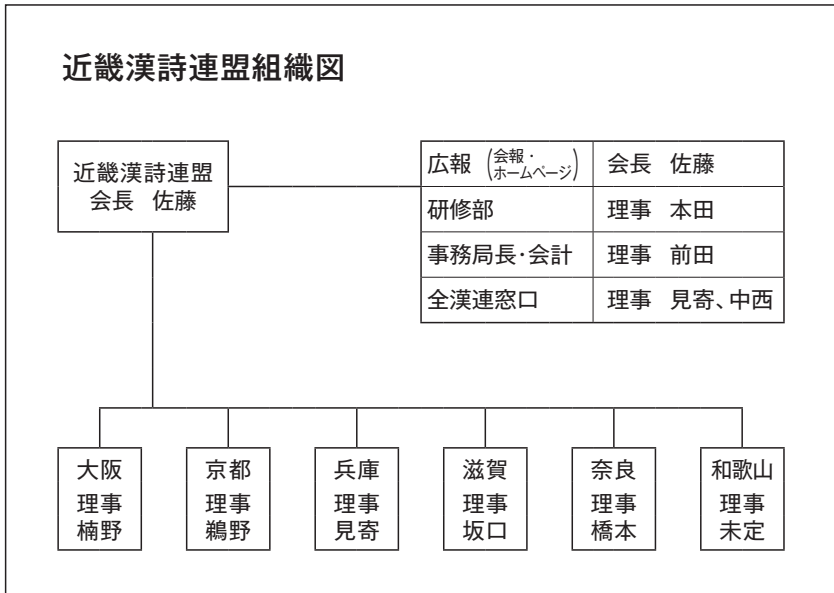 近畿漢詩連盟組織図
近畿漢詩連盟
会長 佐藤
広報 (会報・ホームページ) 会長 佐藤
研修部 理事 本田
事務局長・会計 理事 前田
全漢連窓口 理事 見寄、中西
大阪
理事
楠野
京都
理事
鵜野
兵庫
理事
見寄
滋賀
理事
坂口
奈良
理事
橋本
和歌山
理事
未定